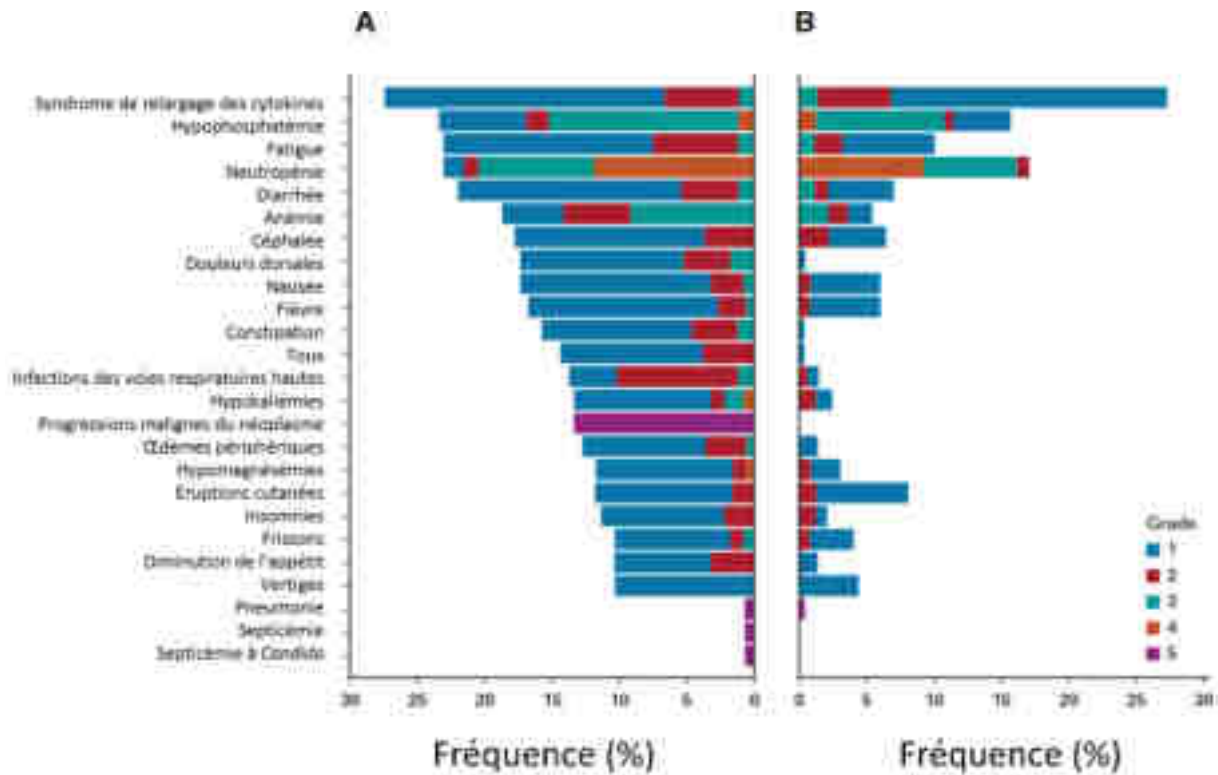 A
B
Syndrome de relargage des cytokines
Hypophosphatémie
Fatigue
Neutropénie
Diarrhée
Anémie
Céphalée
Douleurs dorsales
Nausée
Fièvre
Constipation
Toux
Infections des voies respiratoires hautes
Hypokaliémies
Progressions malignes du néoplasme
Œdèmes périphériques
Hypomagnésémies
Eruptions cutanées
Insomnies
Frissons
Diminution de l'appétit
Vertiges
Pneumonie
Septicémie
Septicémie à Candida
Grade
1
2
3
4
5
30 25 20 15 10 5 0
0 5 10 15 20 25 30
Fréquence (%)
Fréquence (%)